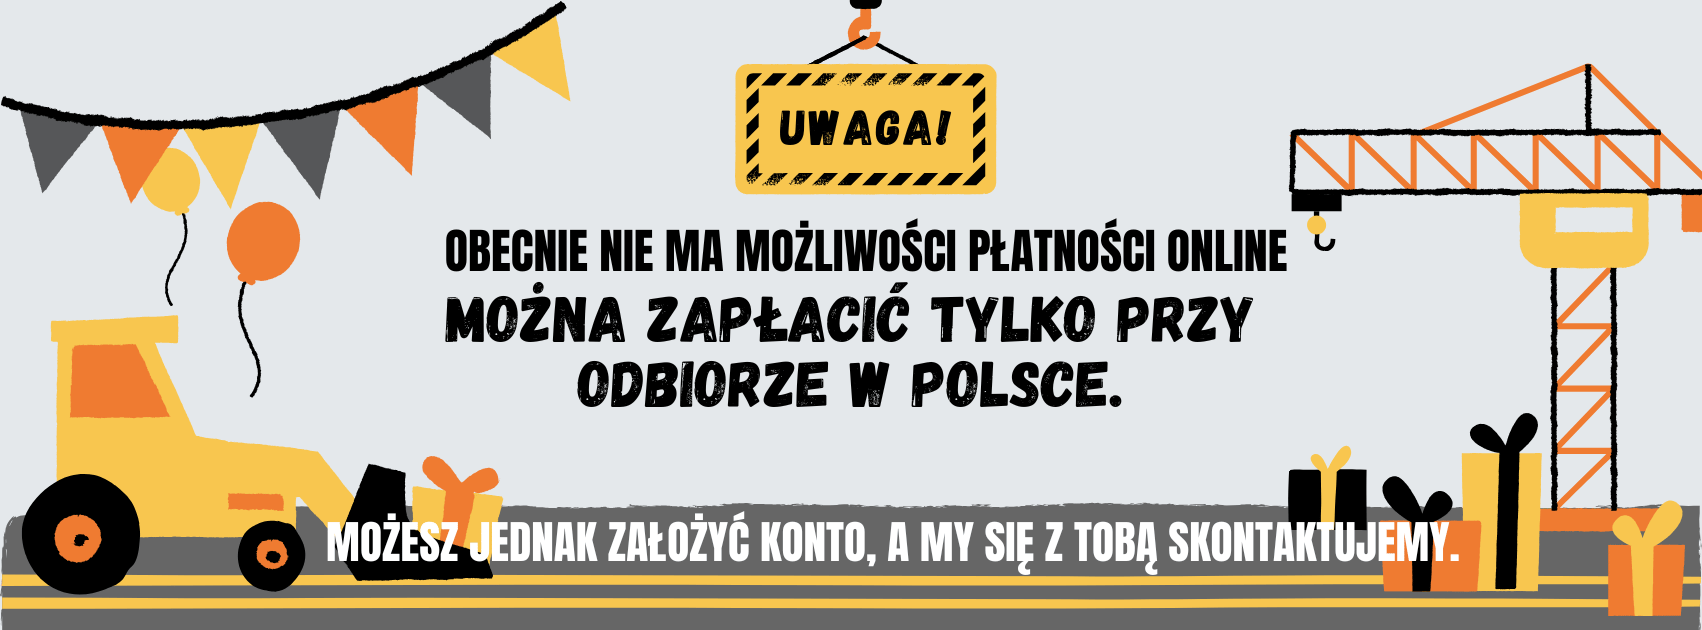 UWAGA!
OBECNIE NIE MA MOŻLIWOŚCI PŁATNOŚCI ONLINE
MOŻNA ZAPŁACIĆ TYLKO PRZY
ODBIORZE W POLSCE.
MOŻESZ JEDNAK ZAŁOŻYĆ KONTO, A MY SIĘ Z TOBĄ SKONTAKTUJEMY.